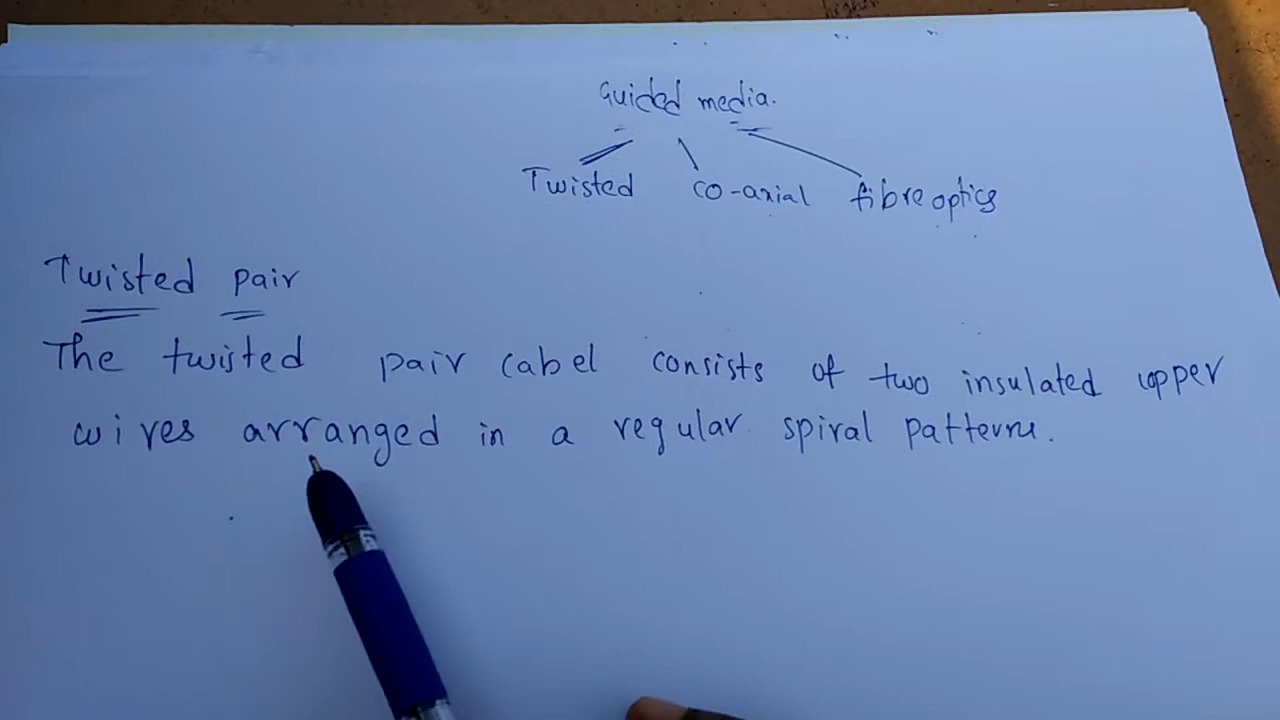 Guided media.
Twisted co-axial fibre optics
Twisted pair
The twisted pair cabel consists of two insulated copper
wires arranged in a regular spiral pattern.